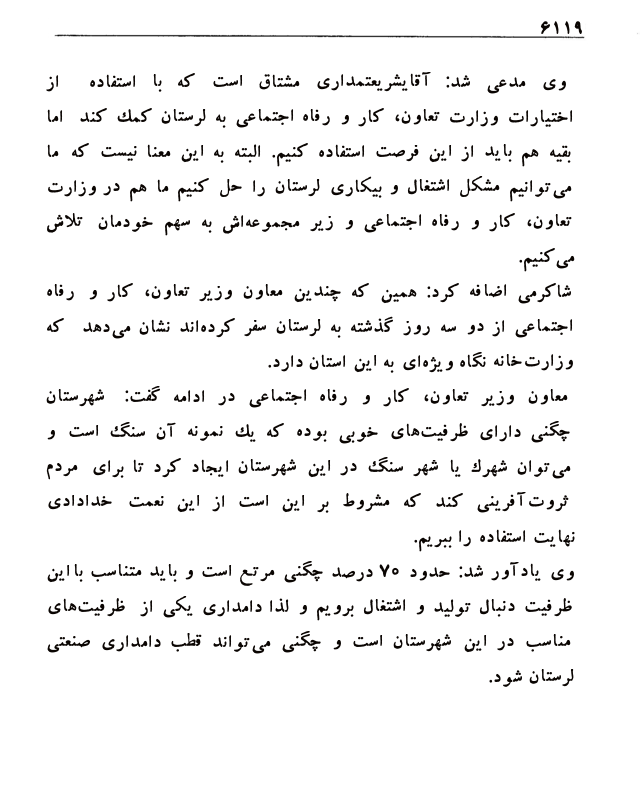 ۶۱۱۹
وی مدعی شد: آقایشریعتمداری مشتاق است که با استفاده از
اختیارات وزارت تعاون، کار و رفاه اجتماعی به لرستان کمك کند اما
بقیه هم باید از این فرصت استفاده کنیم. البته به این معنا نیست که ما
می‌توانیم مشکل اشتغال و بیکاری لرستان را حل کنیم ما هم در وزارت
تعاون، کار و رفاه اجتماعی و زیر مجموعه‌اش به سهم خودمان تلاش
می‌کنیم.
شاکرمی اضافه کرد: همین که چندین معاون وزیر تعاون، کار و رفاه
اجتماعی از دو سه روز گذشته به لرستان سفر کرده‌اند نشان می‌دهد که
وزارت‌خانه نگاه ویژه‌ای به این استان دارد.
معاون وزیر تعاون، کار و رفاه اجتماعی در ادامه گفت: شهرستان
چگنی دارای ظرفیت‌های خوبی بوده که یك نمونه آن سنگ است و
می‌توان شهرك یا شهر سنگ در این شهرستان ایجاد کرد تا برای مردم
ثروت‌آفرینی کند که مشروط بر این است از این نعمت خدادادی
نهایت استفاده را ببریم.
وی یادآور شد: حدود ۷۰ درصد چگنی مرتع است و باید متناسب با این
ظرفیت دنبال تولید و اشتغال برویم و لذا دامداری یکی از ظرفیت‌های
مناسب در این شهرستان است و چگنی می‌تواند قطب دامداری صنعتی
لرستان شود.